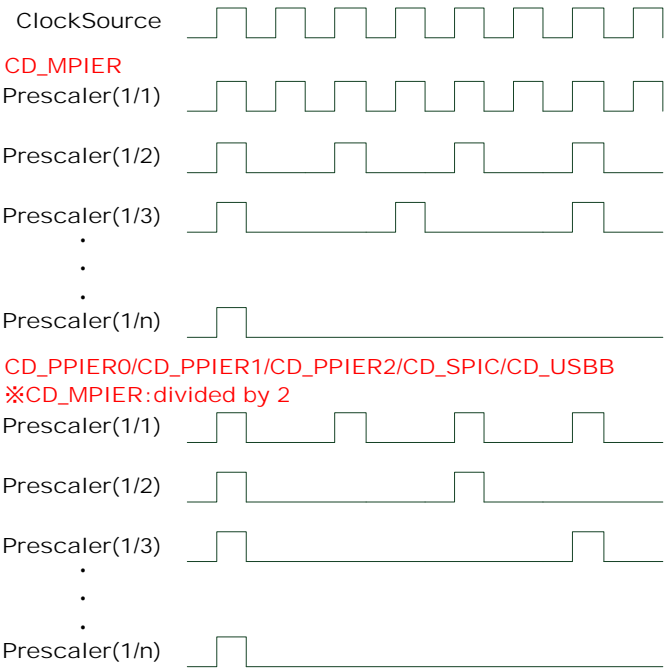 ClockSource
CD_MPIER
Prescaler(1/1)
Prescaler(1/2)
Prescaler(1/3)
.
.
.
Prescaler(1/n)
CD_PPIER0/CD_PPIER1/CD_PPIER2/CD_SPIC/CD_USBB
※CD_MPIER:divided by 2
Prescaler(1/1)
Prescaler(1/2)
Prescaler(1/3)
.
.
.
Prescaler(1/n)